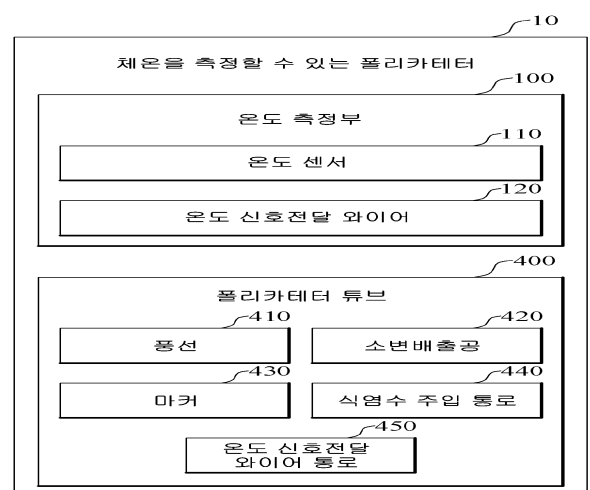 10
체온을 측정할 수 있는 폴리카테터
100
온도 측정부
110
온도 센서
120
온도 신호전달 와이어
400
폴리카테터 튜브
410
풍선
420
소변배출공
430
마커
440
식염수 주입 통로
450
온도 신호전달
와이어 통로